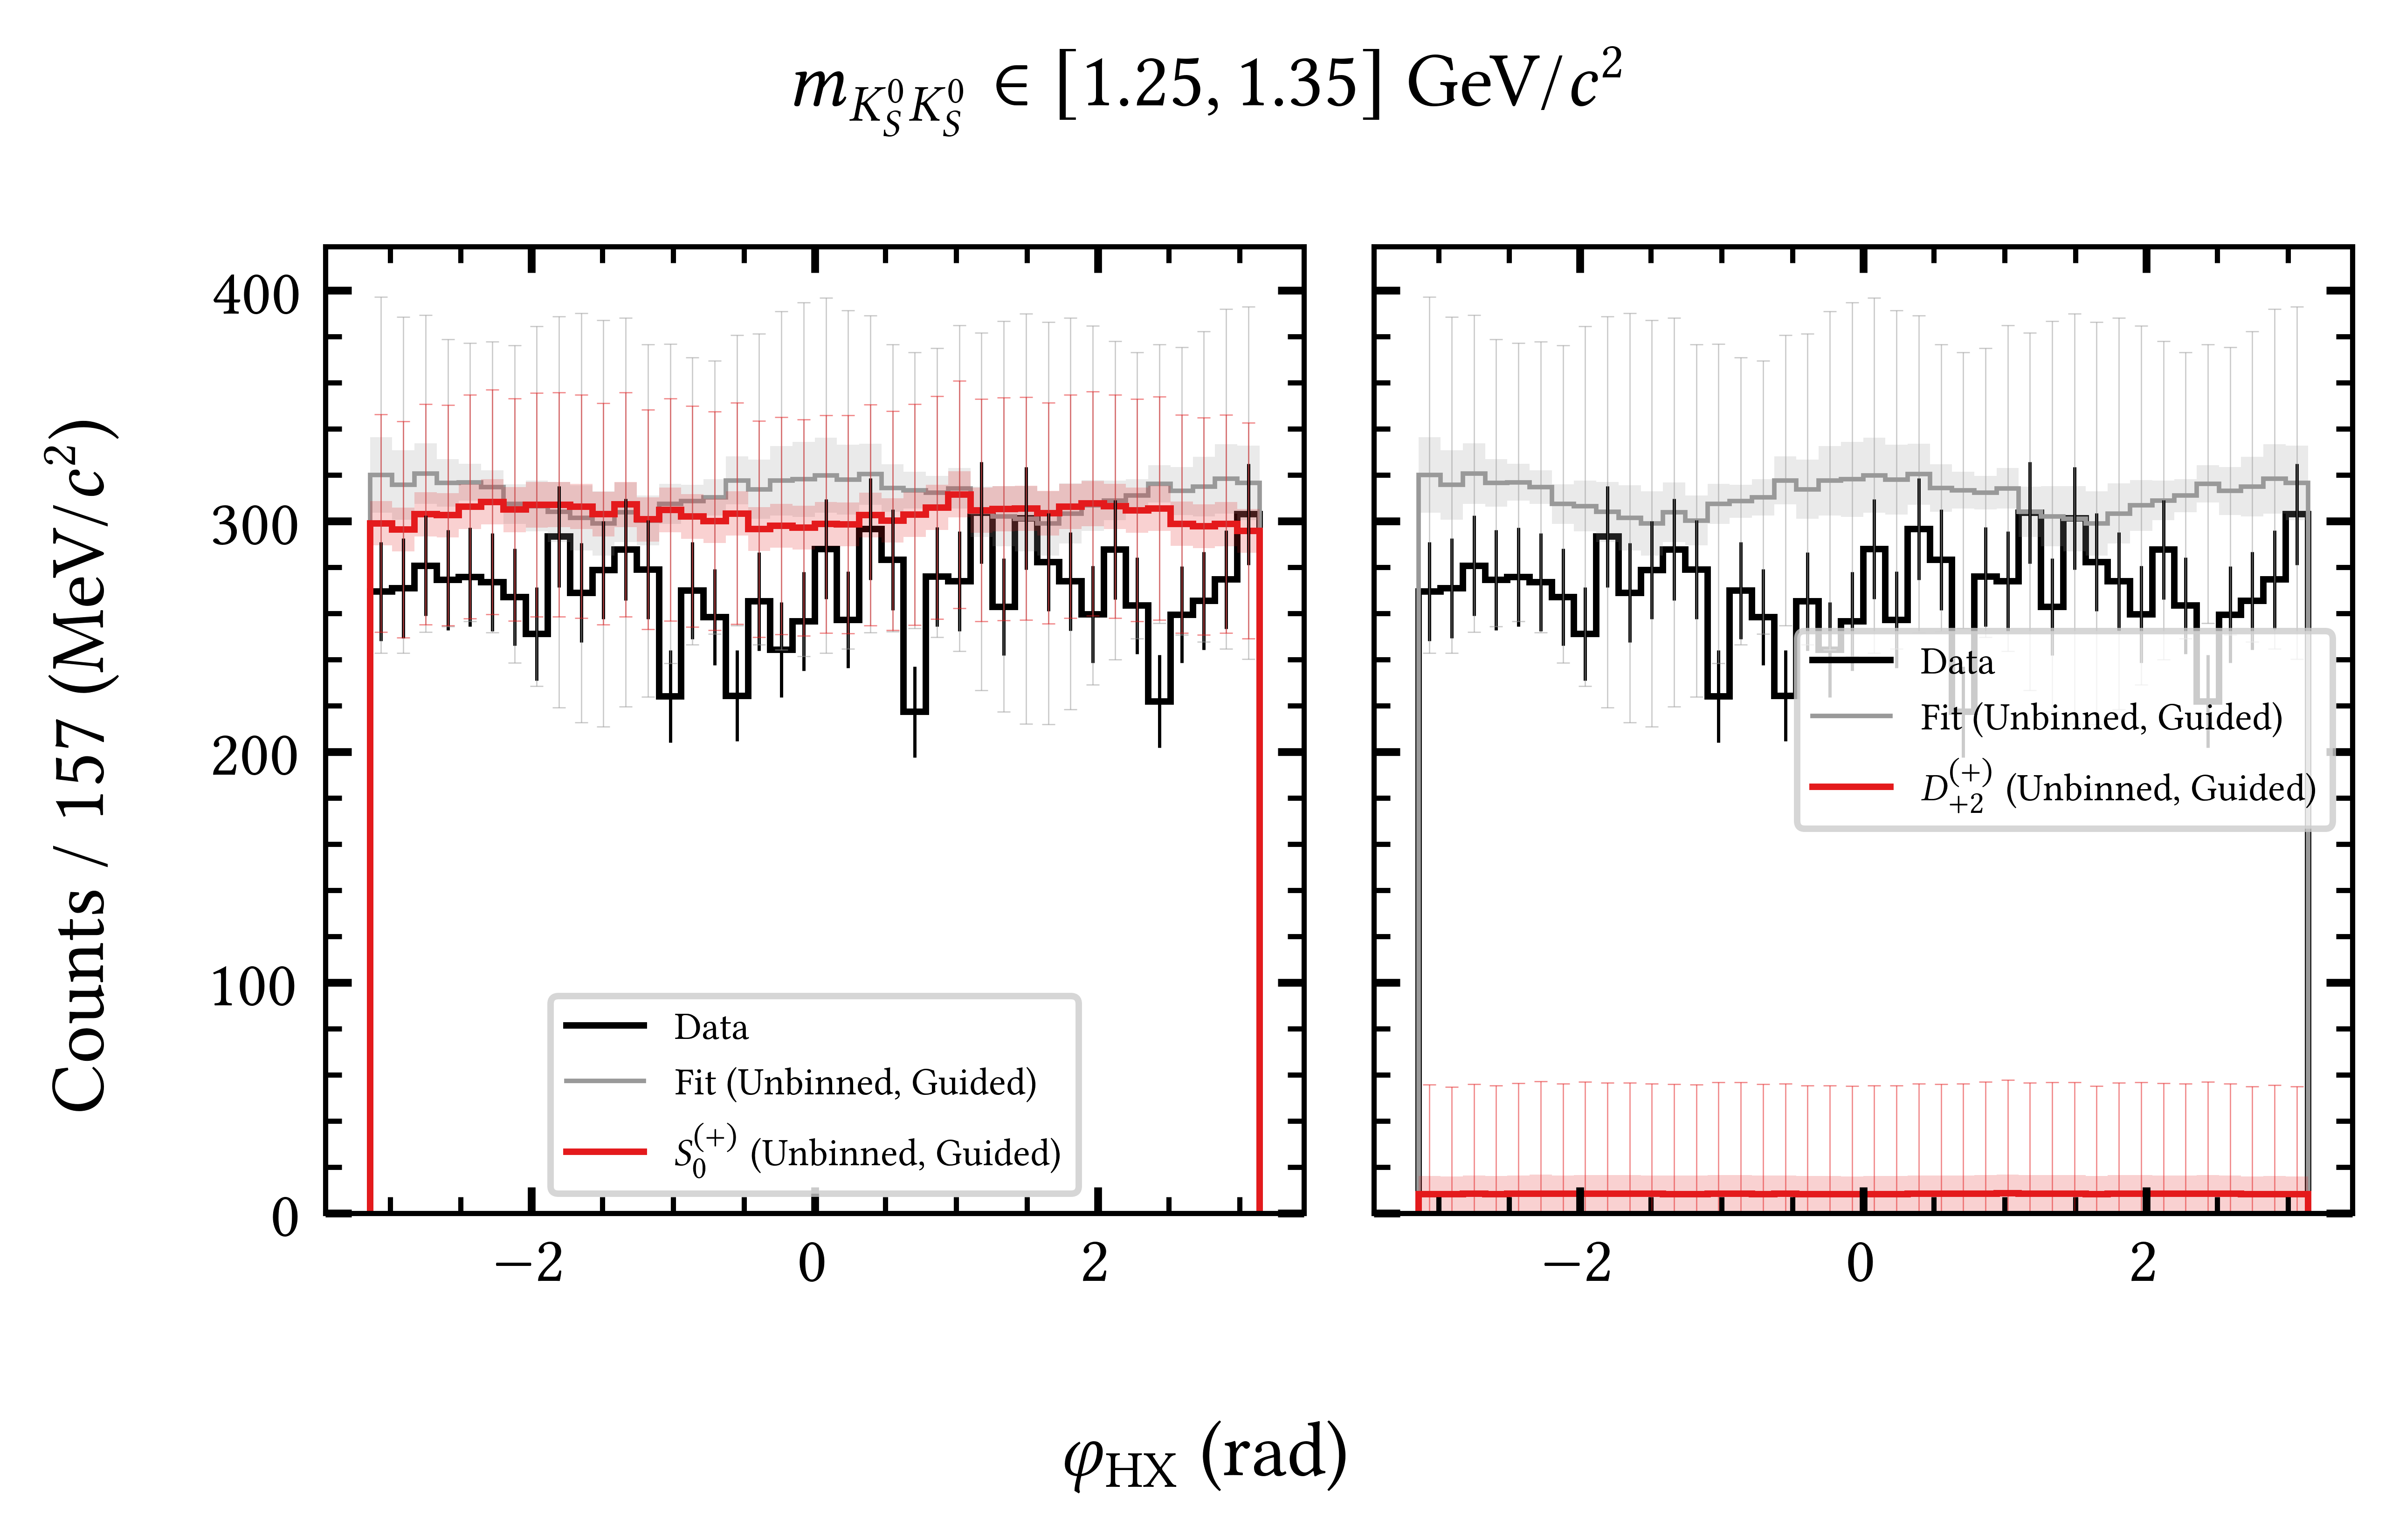 m_{K_S^0 K_S^0} ∈ [1.25, 1.35] GeV/c²
Counts / 157 (MeV/c²)
400
300
200
100
0
−2
0
2
Data
Fit (Unbinned, Guided)
S_0^{(+)} (Unbinned, Guided)
−2
0
2
Data
Fit (Unbinned, Guided)
D_{+2}^{(+)} (Unbinned, Guided)
φ_{HX} (rad)